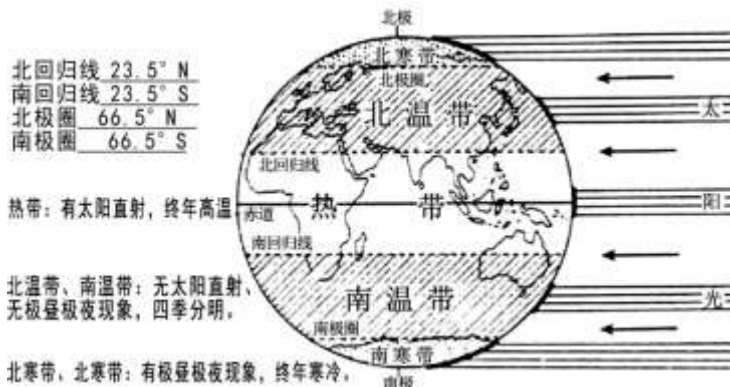 北回归线 23.5°N
南回归线 23.5°S
北极圈 66.5°N
南极圈 66.5°S
热带：有太阳直射，终年高温。
北温带、南温带：无太阳直射、
无极昼极夜现象，四季分明。
北寒带、北寒带：有极昼极夜现象，终年寒冷。
北极
北寒带
北极圈
北温带
北回归线
热带
赤道
南回归线
南温带
南极圈
南寒带
南极
太
阳
光